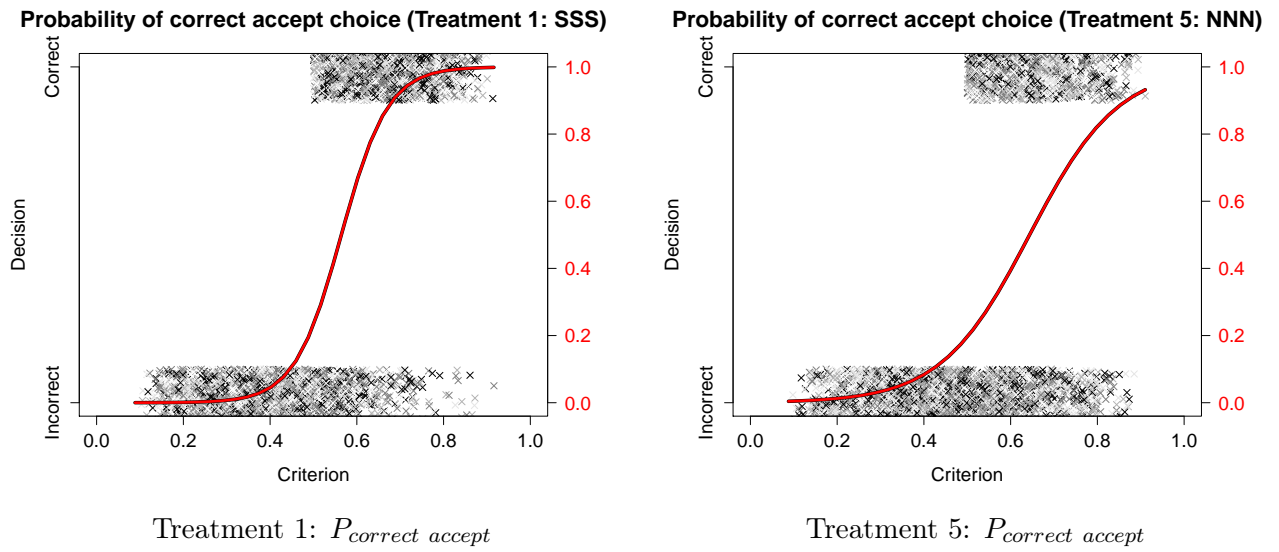 Probability of correct accept choice (Treatment 1: SSS)
Correct
Decision
Incorrect
1.0
0.8
0.6
0.4
0.2
0.0
0.0 0.2 0.4 0.6 0.8 1.0
Criterion
Treatment 1: P_correct accept
Probability of correct accept choice (Treatment 5: NNN)
Correct
Decision
Incorrect
1.0
0.8
0.6
0.4
0.2
0.0
0.0 0.2 0.4 0.6 0.8 1.0
Criterion
Treatment 5: P_correct accept